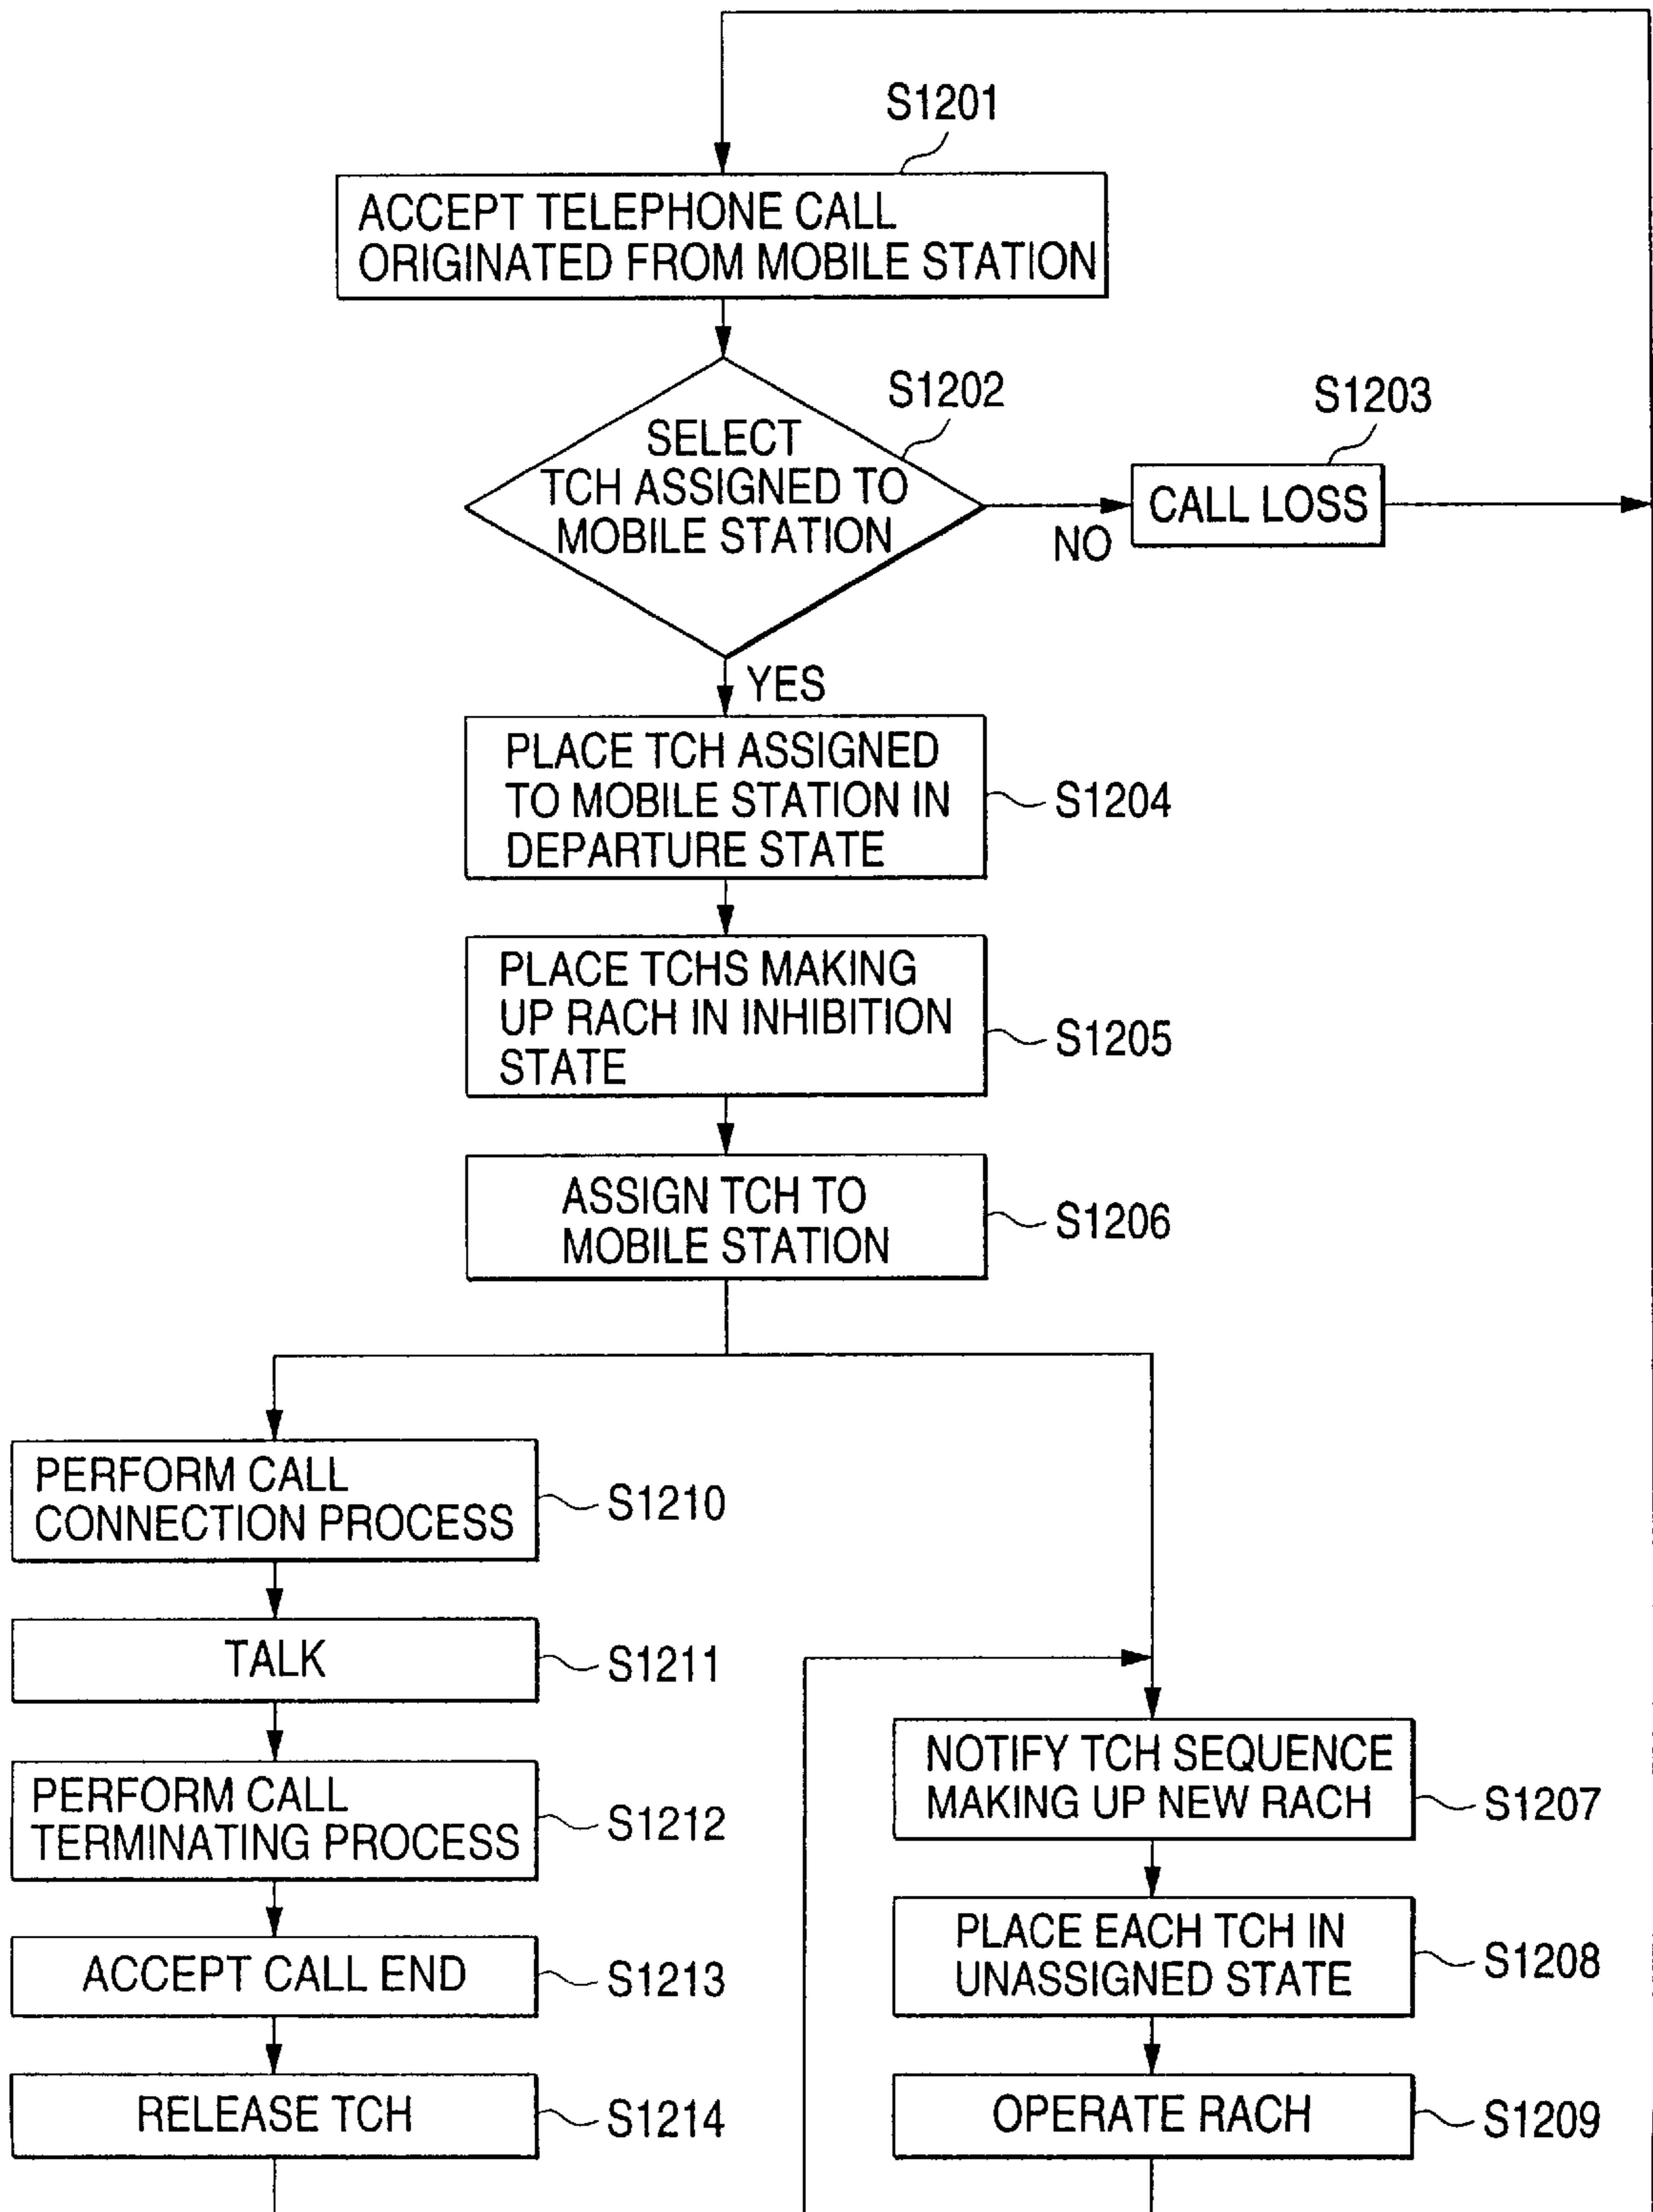 S1201
ACCEPT TELEPHONE CALL
ORIGINATED FROM MOBILE STATION
S1202
SELECT
TCH ASSIGNED TO
MOBILE STATION
S1203
CALL LOSS
NO
YES
PLACE TCH ASSIGNED
TO MOBILE STATION IN
DEPARTURE STATE
S1204
PLACE TCHS MAKING
UP RACH IN INHIBITION
STATE
S1205
ASSIGN TCH TO
MOBILE STATION
S1206
PERFORM CALL
CONNECTION PROCESS
S1210
TALK
S1211
PERFORM CALL
TERMINATING PROCESS
S1212
ACCEPT CALL END
S1213
RELEASE TCH
S1214
NOTIFY TCH SEQUENCE
MAKING UP NEW RACH
S1207
PLACE EACH TCH IN
UNASSIGNED STATE
S1208
OPERATE RACH
S1209